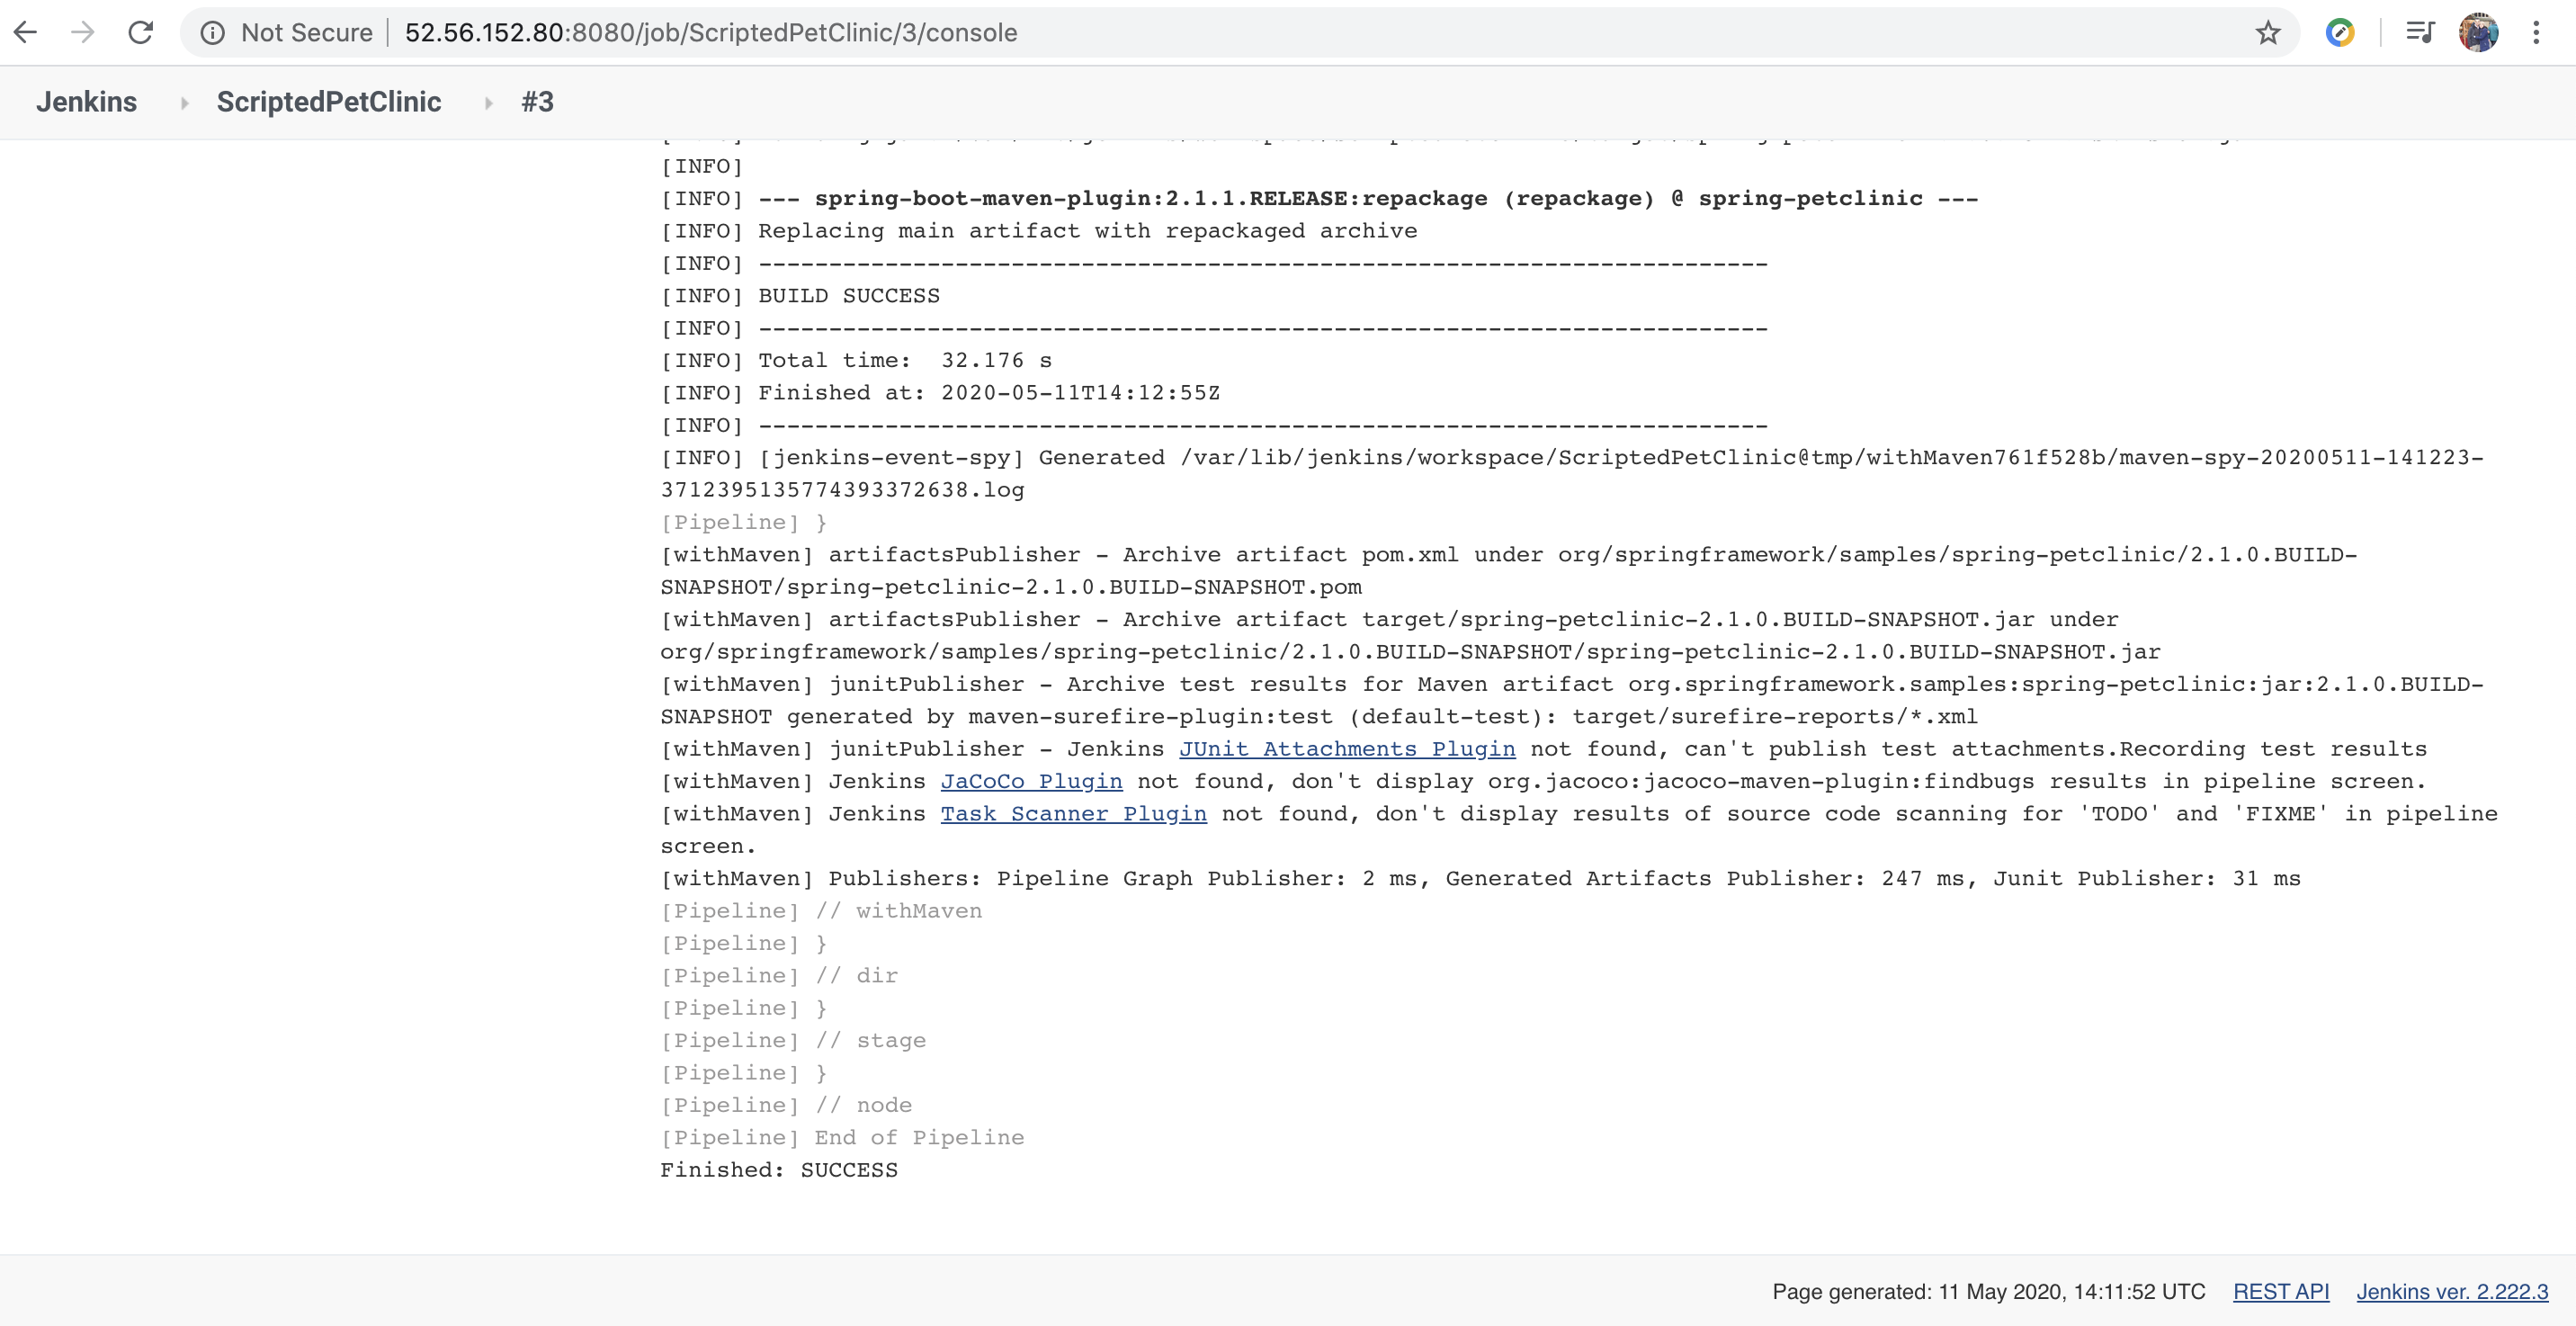 Not Secure 52.56.152.80:8080/job/ScriptedPetClinic/3/console
Jenkins ScriptedPetClinic #3
[INFO]
[INFO] --- spring-boot-maven-plugin:2.1.1.RELEASE:repackage (repackage) @ spring-petclinic ---
[INFO] Replacing main artifact with repackaged archive
[INFO] ------------------------------------------------------------------------
[INFO] BUILD SUCCESS
[INFO] ------------------------------------------------------------------------
[INFO] Total time:  32.176 s
[INFO] Finished at: 2020-05-11T14:12:55Z
[INFO] ------------------------------------------------------------------------
[INFO] [jenkins-event-spy] Generated /var/lib/jenkins/workspace/ScriptedPetClinic@tmp/withMaven761f528b/maven-spy-20200511-141223-
3712395135774393372638.log
[Pipeline] }
[withMaven] artifactsPublisher - Archive artifact pom.xml under org/springframework/samples/spring-petclinic/2.1.0.BUILD-
SNAPSHOT/spring-petclinic-2.1.0.BUILD-SNAPSHOT.pom
[withMaven] artifactsPublisher - Archive artifact target/spring-petclinic-2.1.0.BUILD-SNAPSHOT.jar under
org/springframework/samples/spring-petclinic/2.1.0.BUILD-SNAPSHOT/spring-petclinic-2.1.0.BUILD-SNAPSHOT.jar
[withMaven] junitPublisher - Archive test results for Maven artifact org.springframework.samples:spring-petclinic:jar:2.1.0.BUILD-
SNAPSHOT generated by maven-surefire-plugin:test (default-test): target/surefire-reports/*.xml
[withMaven] junitPublisher - Jenkins JUnit Attachments Plugin not found, can't publish test attachments.Recording test results
[withMaven] Jenkins JaCoCo Plugin not found, don't display org.jacoco:jacoco-maven-plugin:findbugs results in pipeline screen.
[withMaven] Jenkins Task Scanner Plugin not found, don't display results of source code scanning for 'TODO' and 'FIXME' in pipeline
screen.
[withMaven] Publishers: Pipeline Graph Publisher: 2 ms, Generated Artifacts Publisher: 247 ms, Junit Publisher: 31 ms
[Pipeline] // withMaven
[Pipeline] }
[Pipeline] // dir
[Pipeline] }
[Pipeline] // stage
[Pipeline] }
[Pipeline] // node
[Pipeline] End of Pipeline
Finished: SUCCESS
Page generated: 11 May 2020, 14:11:52 UTC REST API Jenkins ver. 2.222.3